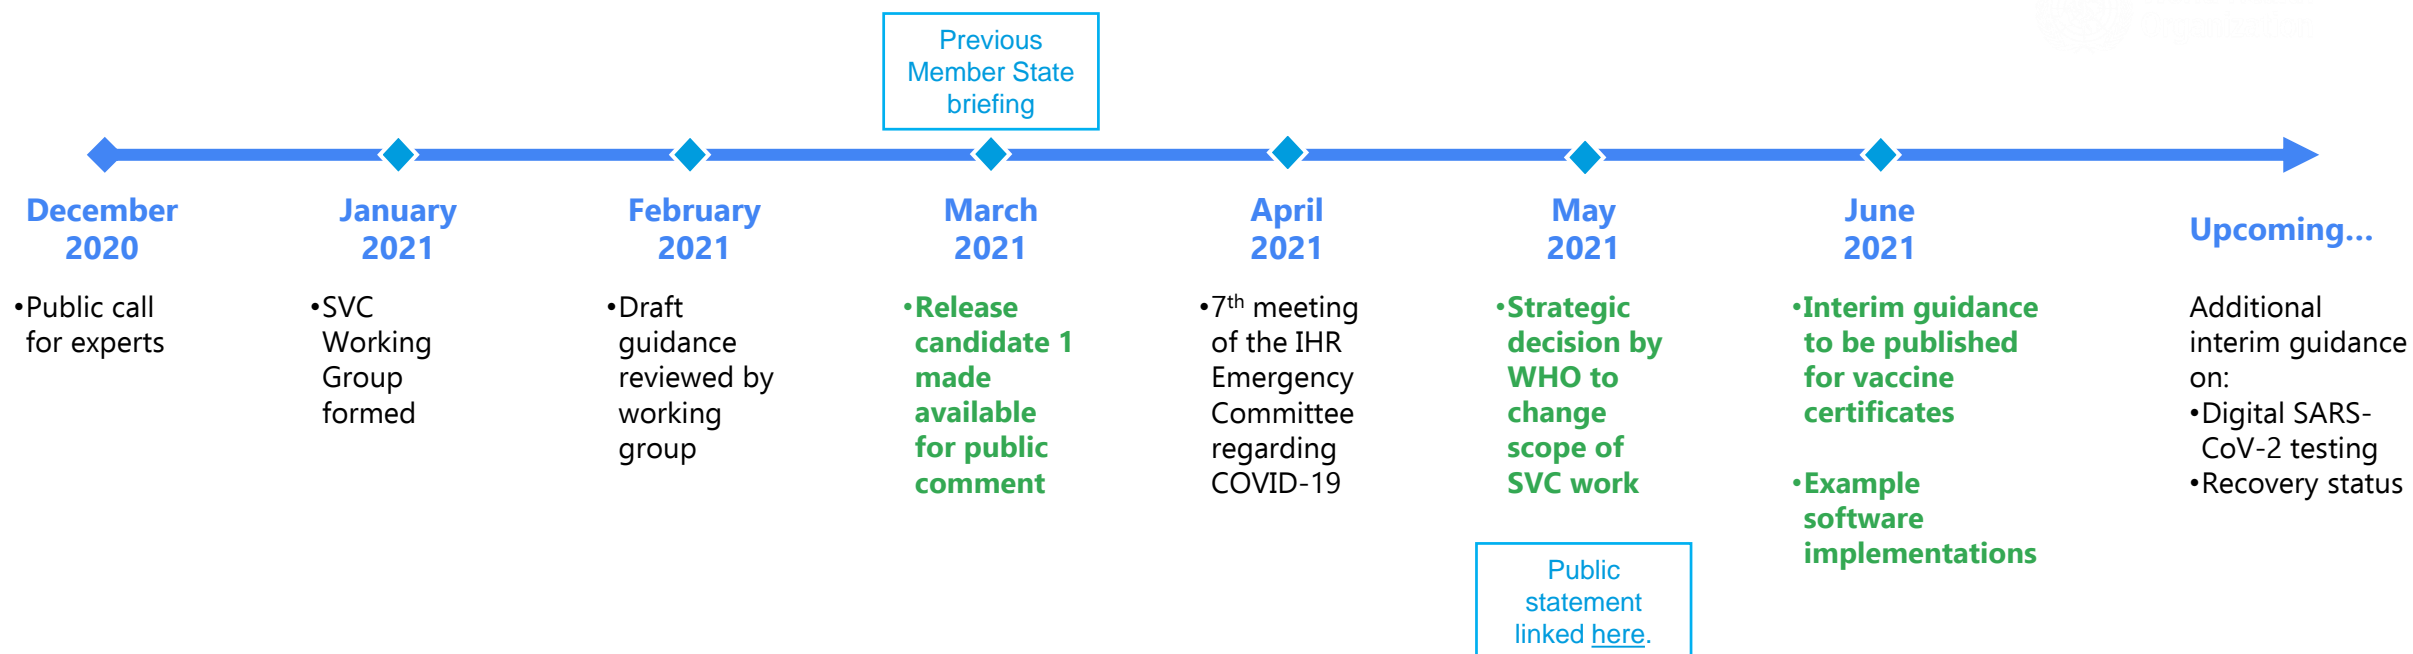 Previous
Member State
briefing
December
2020
•Public call
for experts
January
2021
•SVC
Working
Group
formed
February
2021
•Draft
guidance
reviewed by
working
group
March
2021
•Release
candidate 1
made
available
for public
comment
April
2021
•7th meeting
of the IHR
Emergency
Committee
regarding
COVID-19
May
2021
•Strategic
decision by
WHO to
change
scope of
SVC work
Public
statement
linked here.
June
2021
•Interim guidance
to be published
for vaccine
certificates
•Example
software
implementations
Upcoming...
Additional
interim guidance
on:
•Digital SARS-
CoV-2 testing
•Recovery status